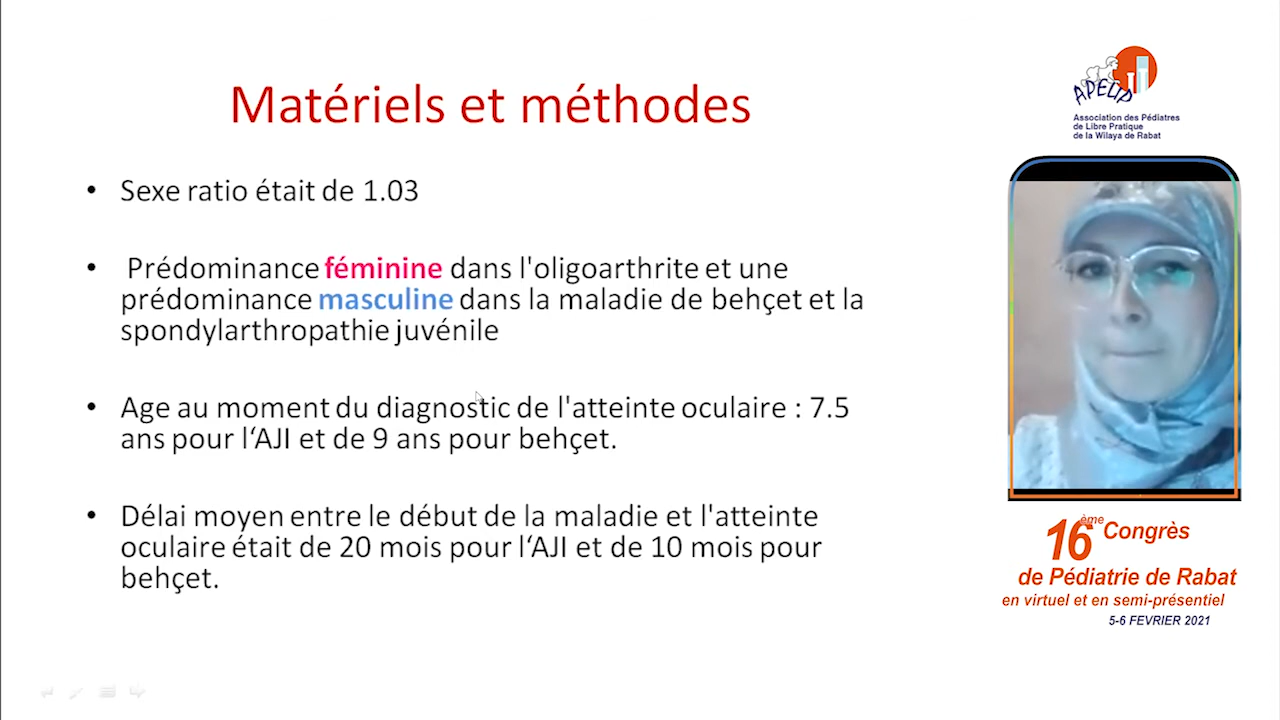 Matériels et méthodes
• Sexe ratio était de 1.03
• Prédominance féminine dans l'oligoarthrite et une
prédominance masculine dans la maladie de behçet et la
spondylarthropathie juvénile
• Age au moment du diagnostic de l'atteinte oculaire : 7.5
ans pour l‘AJI et de 9 ans pour behçet.
• Délai moyen entre le début de la maladie et l'atteinte
oculaire était de 20 mois pour l‘AJI et de 10 mois pour
behçet.
APELIP
Association des Pédiatres
de Libre Pratique
de la Wilaya de Rabat
16ème Congrès
de Pédiatrie de Rabat
en virtuel et en semi-présentiel
5-6 FEVRIER 2021